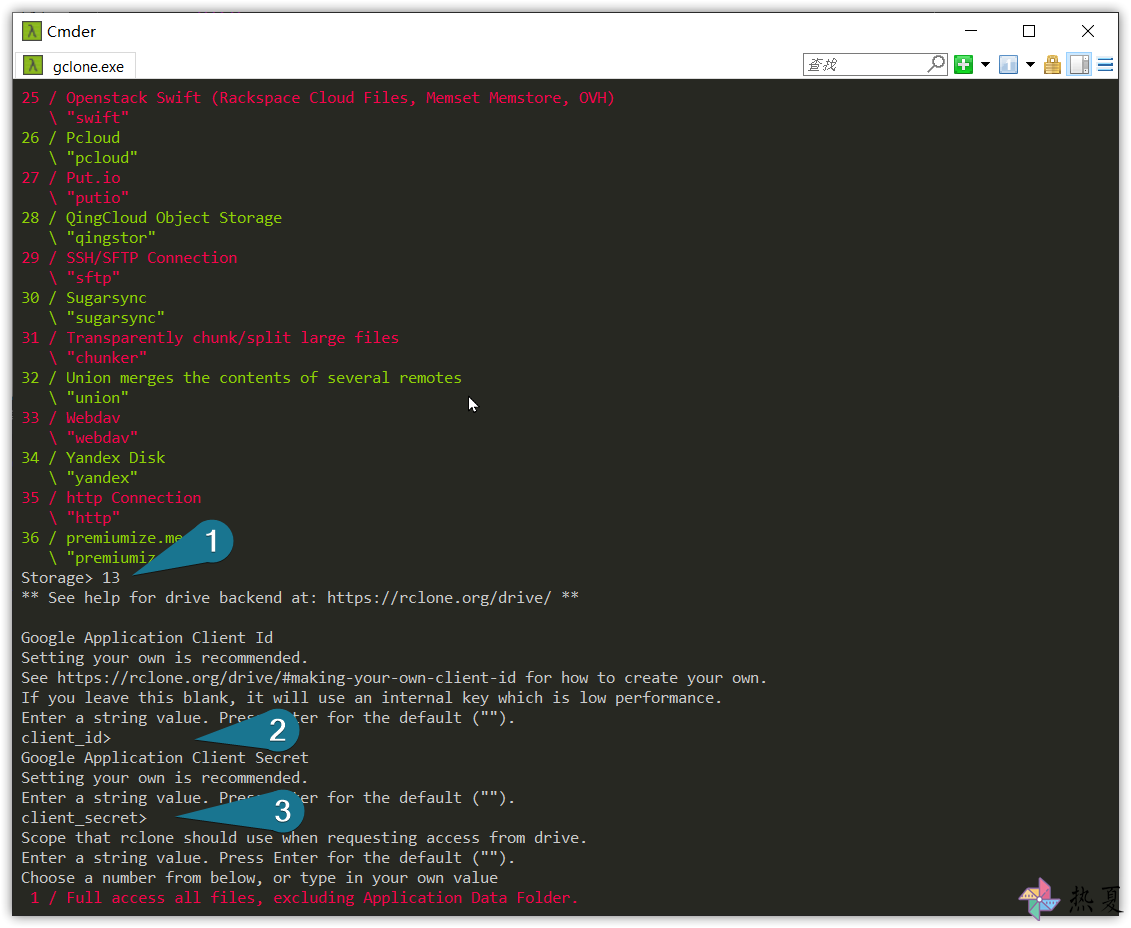 Cmder
gclone.exe
查找
25 / Openstack Swift (Rackspace Cloud Files, Memset Memstore, OVH)
\ "swift"
26 / Pcloud
\ "pcloud"
27 / Put.io
\ "putio"
28 / QingCloud Object Storage
\ "qingstor"
29 / SSH/SFTP Connection
\ "sftp"
30 / Sugarsync
\ "sugarsync"
31 / Transparently chunk/split large files
\ "chunker"
32 / Union merges the contents of several remotes
\ "union"
33 / Webdav
\ "webdav"
34 / Yandex Disk
\ "yandex"
35 / http Connection
\ "http"
36 / premiumize.me
\ "premiumiz
1
Storage> 13
** See help for drive backend at: https://rclone.org/drive/ **
Google Application Client Id
Setting your own is recommended.
See https://rclone.org/drive/#making-your-own-client-id for how to create your own.
If you leave this blank, it will use an internal key which is low performance.
Enter a string value. Press Enter for the default ("").
client_id>
2
Google Application Client Secret
Setting your own is recommended.
Enter a string value. Press Enter for the default ("").
client_secret>
3
Scope that rclone should use when requesting access from drive.
Enter a string value. Press Enter for the default ("").
Choose a number from below, or type in your own value
1 / Full access all files, excluding Application Data Folder.
热夏